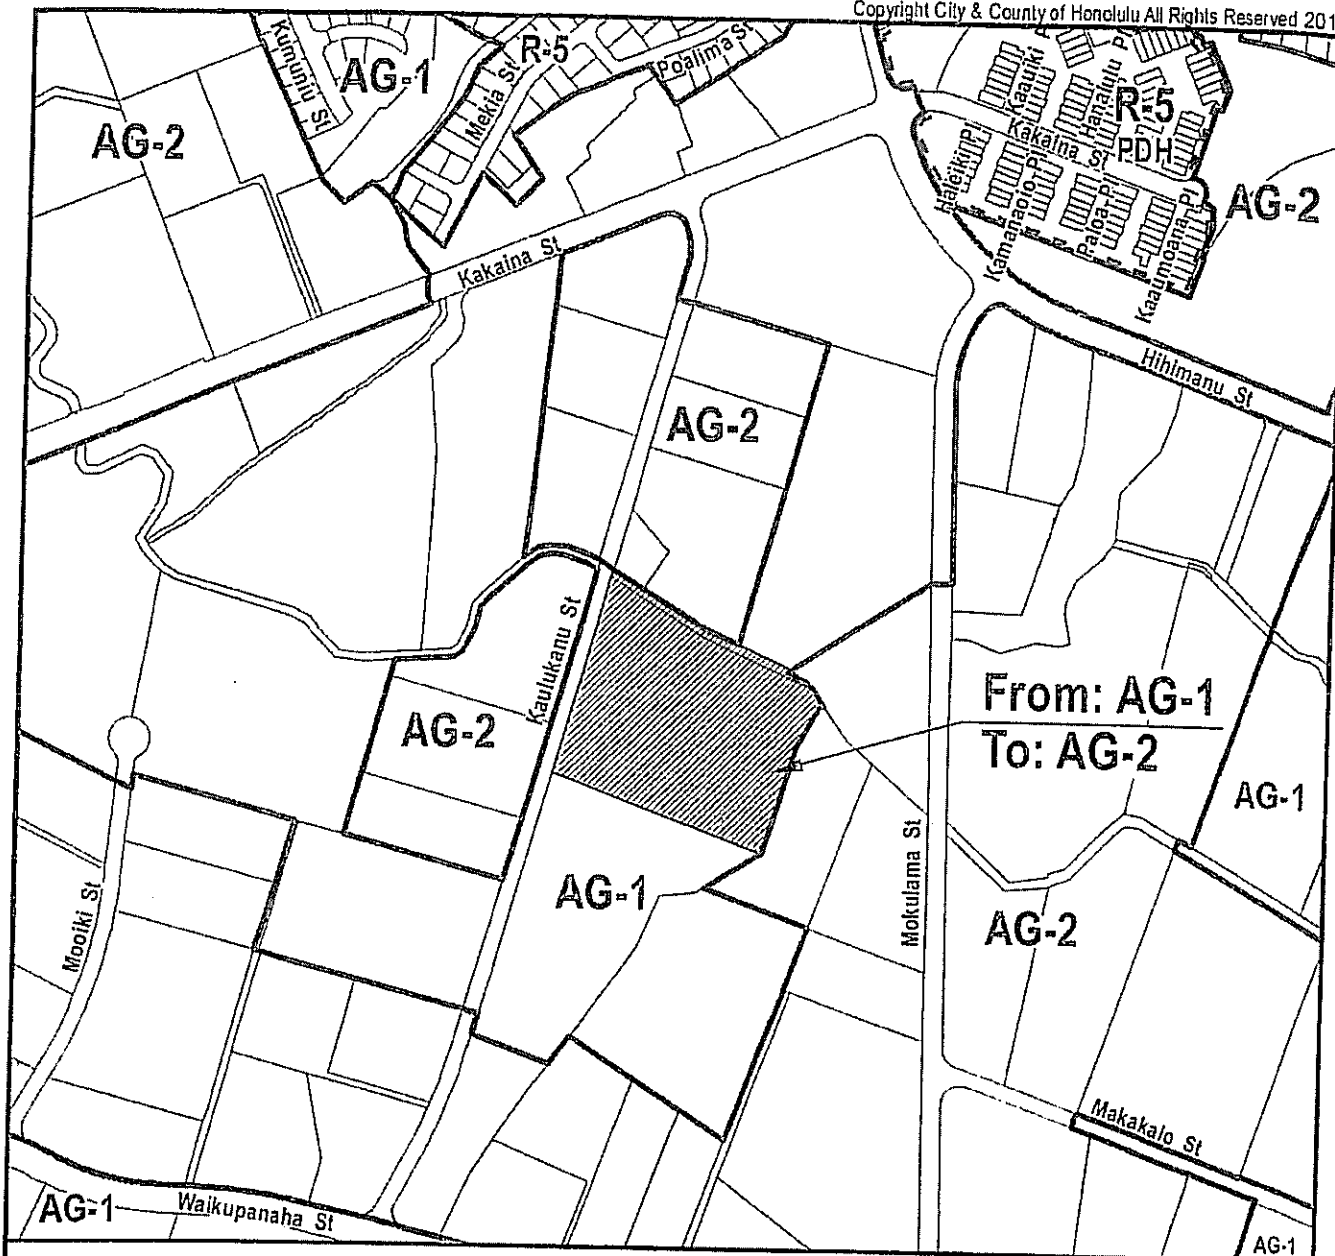 Copyright City & County of Honolulu All Rights Reserved 201
Kumuniu St
AG-1
R-5
Mekia St
Poalima St
AG-2
Kaauiki P
Hanalulu P
R-5
PDH
Kakaina St
Haleiki Pl
Kamanaoio Pl
Paloa Pl
Kaaumoana Pl
AG-2
Kakaina St
Hihimanu St
AG-2
Kaulukanu St
AG-2
From: AG-1
To: AG-2
AG-1
Mokulama St
AG-1
AG-2
Mooiki St
Makakalo St
AG-1
Waikupanaha St
AG-1